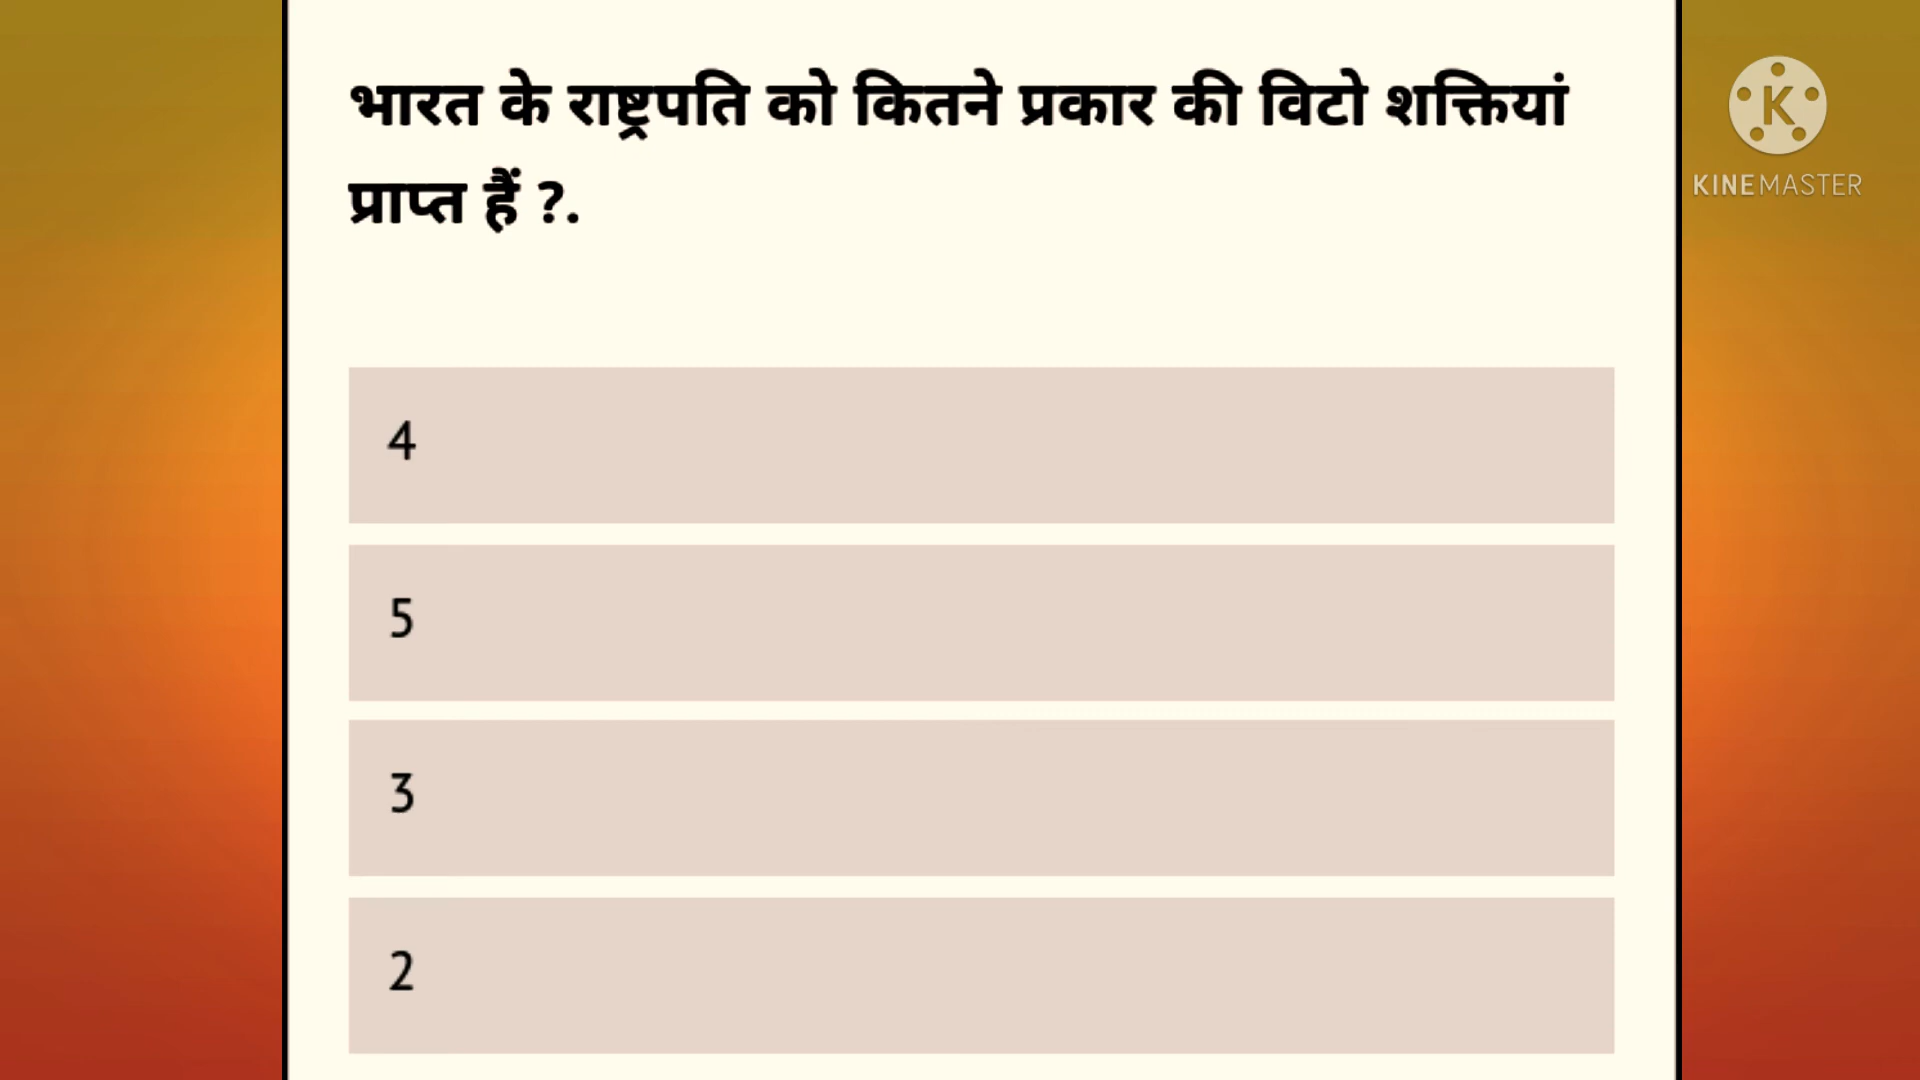 भारत के राष्ट्रपति को कितने प्रकार की विटो शक्तियां
प्राप्त हैं ?.
4
5
3
2
K
KINEMASTER